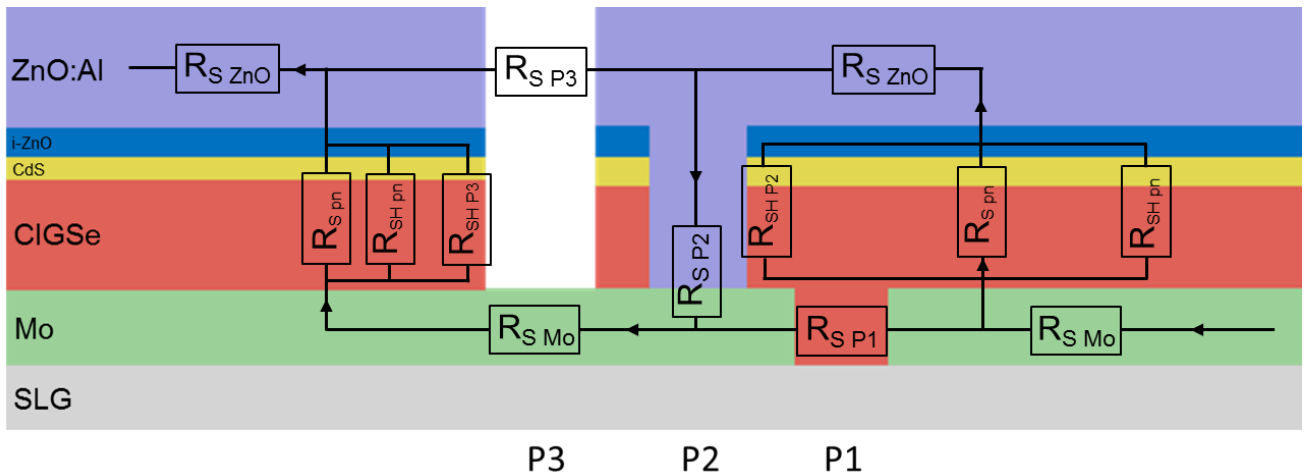 ZnO:Al
R S ZnO
R S P3
R S ZnO
i-ZnO
CdS
CIGSe
R S pn
R SH pn
R SH P3
R S P2
R SH P2
R S pn
R SH pn
Mo
R S Mo
R S P1
R S Mo
SLG
P3 P2 P1